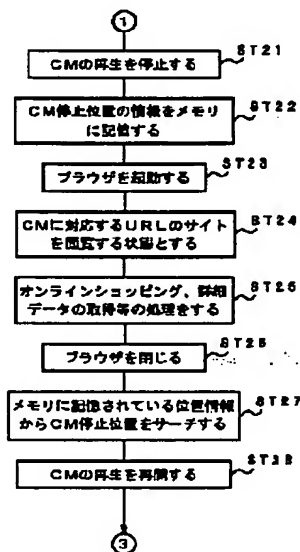 ①
CMの再生を停止する
ST21
CM停止位置の情報をメモリ
に記憶する
ST22
ブラウザを起動する
ST23
CMに対応するURLのサイト
を閲覧する状態とする
ST24
オンラインショッピング、詳細
データの取得等の処理をする
ST25
ブラウザを閉じる
ST26
メモリに記憶されている位置情報
からCM停止位置をサーチする
ST27
CMの再生を再開する
ST28
③